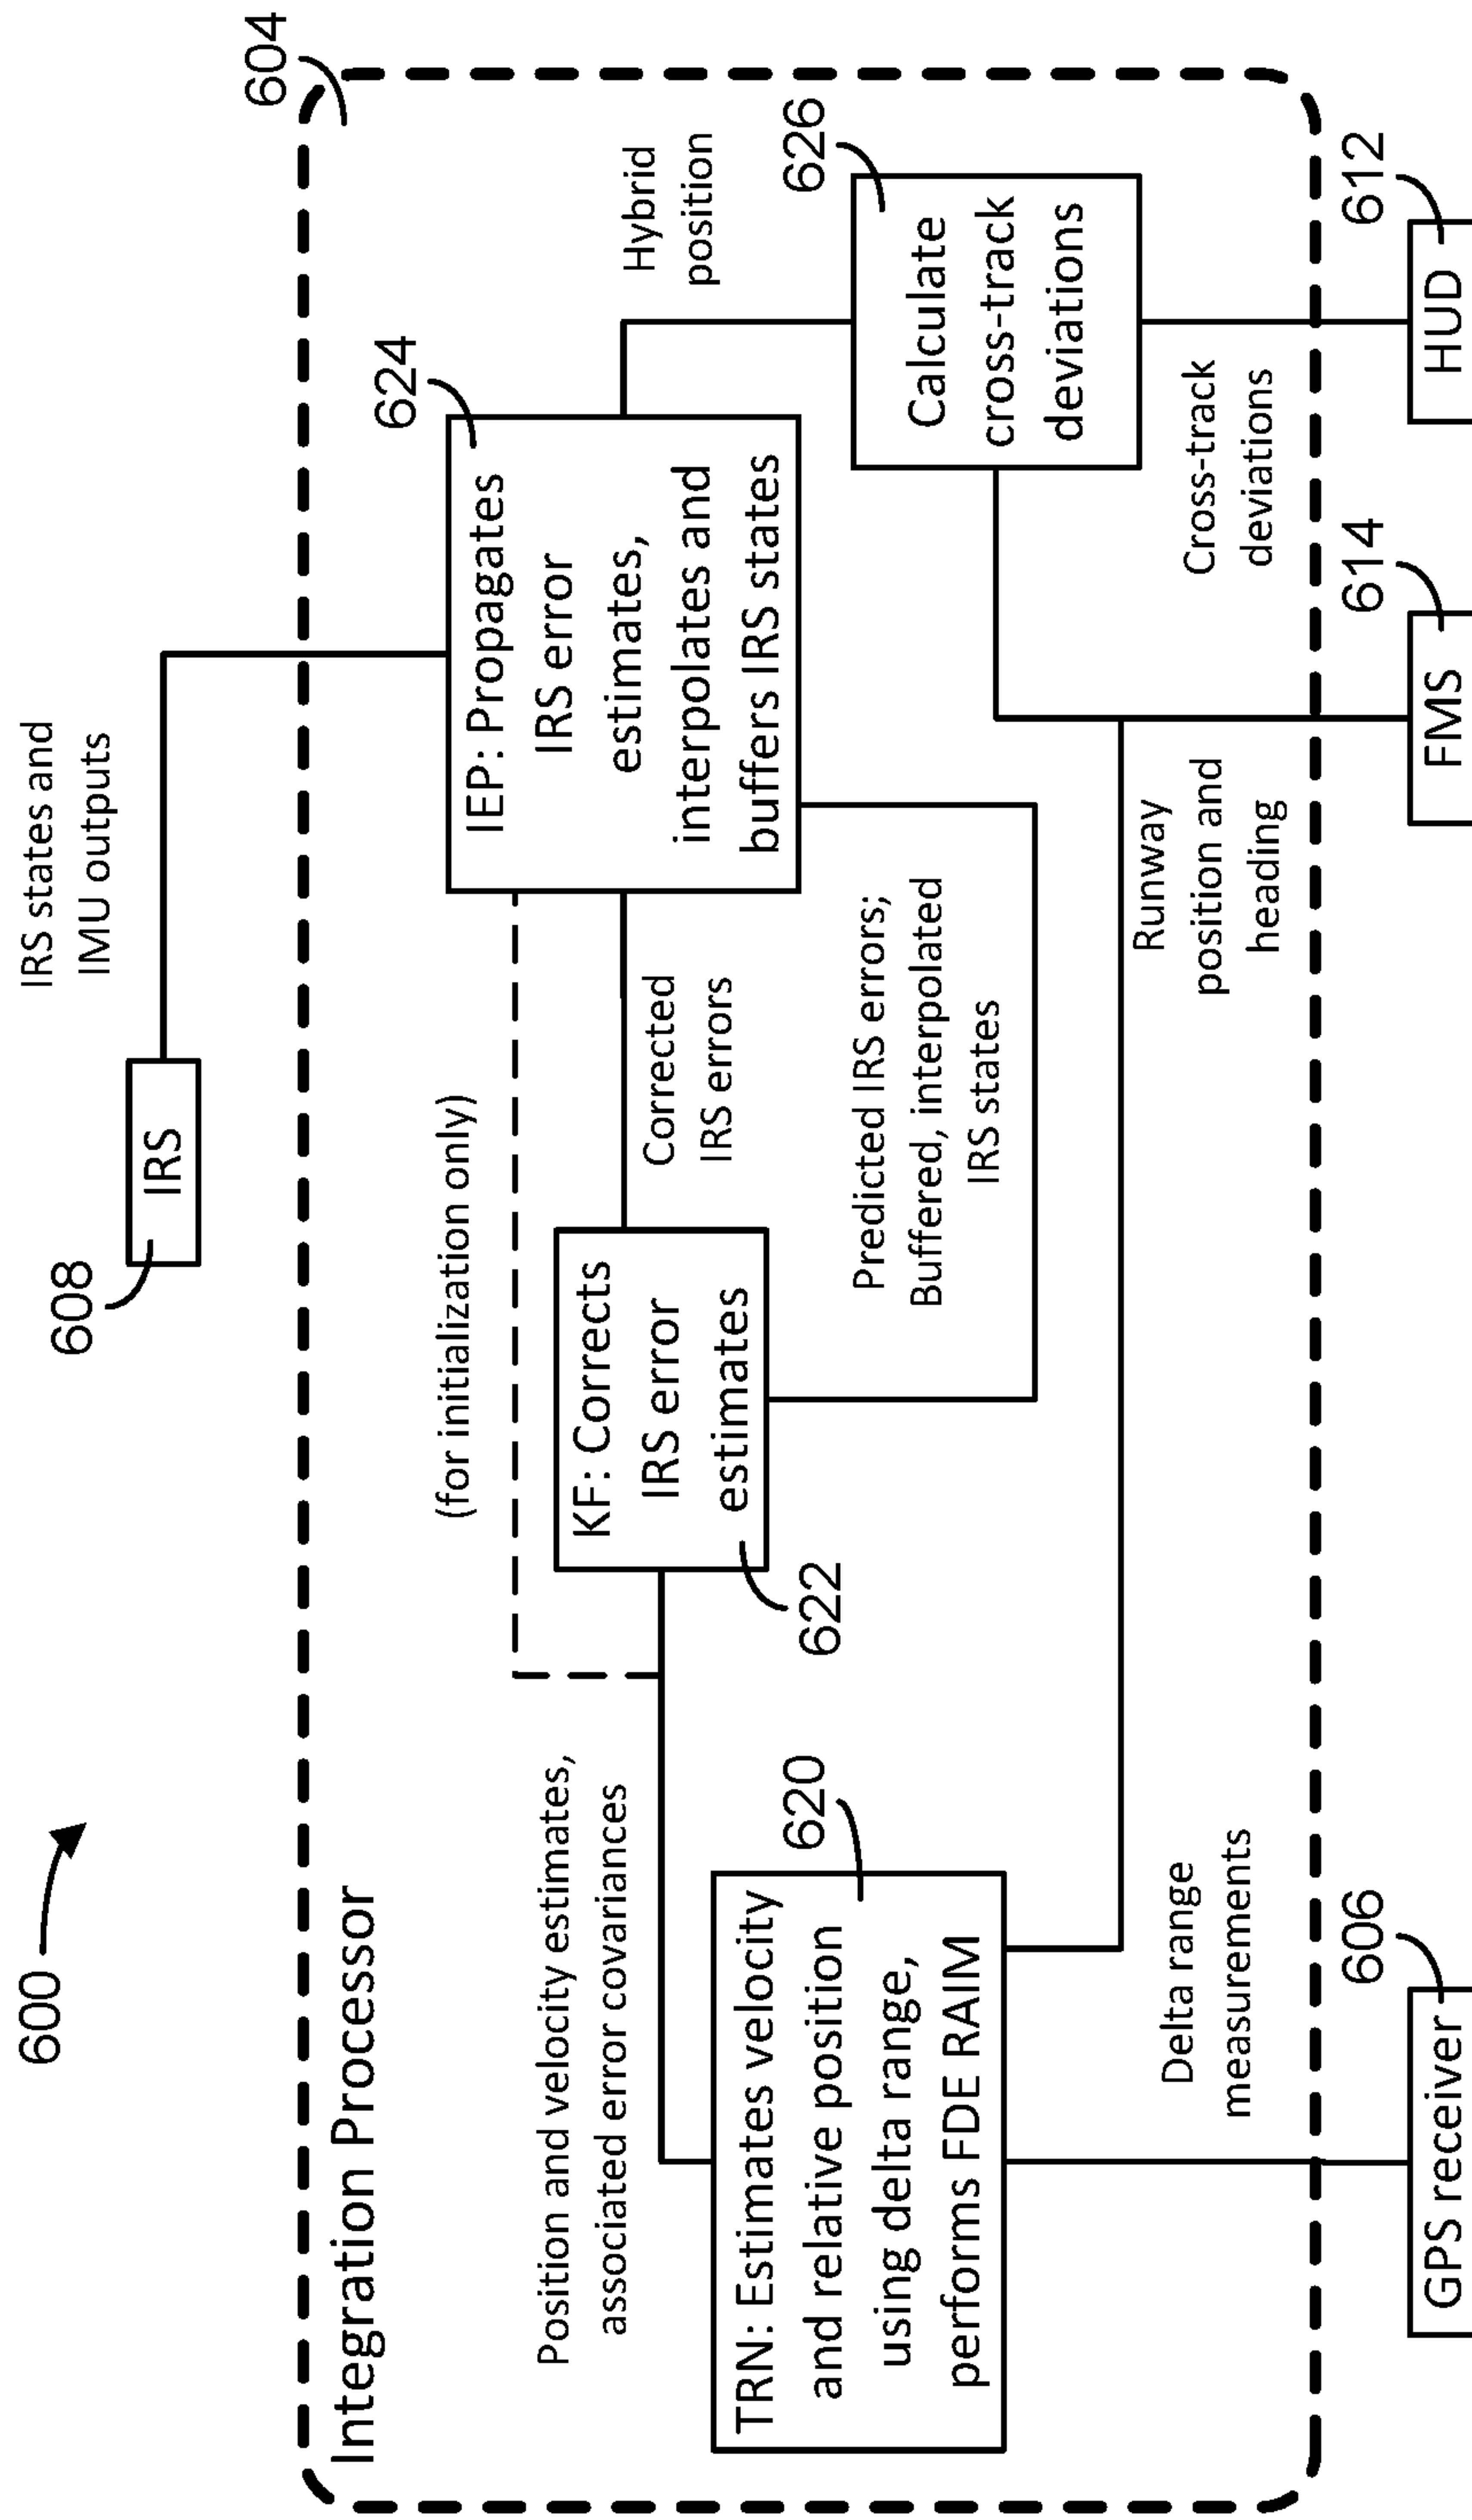 600
IRS states and
IMU outputs
608
IRS
604
Integration Processor
(for initialization only)
624
IEP: Propagates
IRS error
estimates,
interpolates and
buffers IRS states
Hybrid
position
Position and velocity estimates,
associated error covariances
KF: Corrects
IRS error
estimates
622
Corrected
IRS errors
620
TRN: Estimates velocity
and relative position
using delta range,
performs FDE RAIM
Predicted IRS errors;
Buffered, interpolated
IRS states
626
Calculate
cross-track
deviations
Delta range
measurements
Runway
position and
heading
Cross-track
deviations
606
GPS receiver
614
FMS
612
HUD